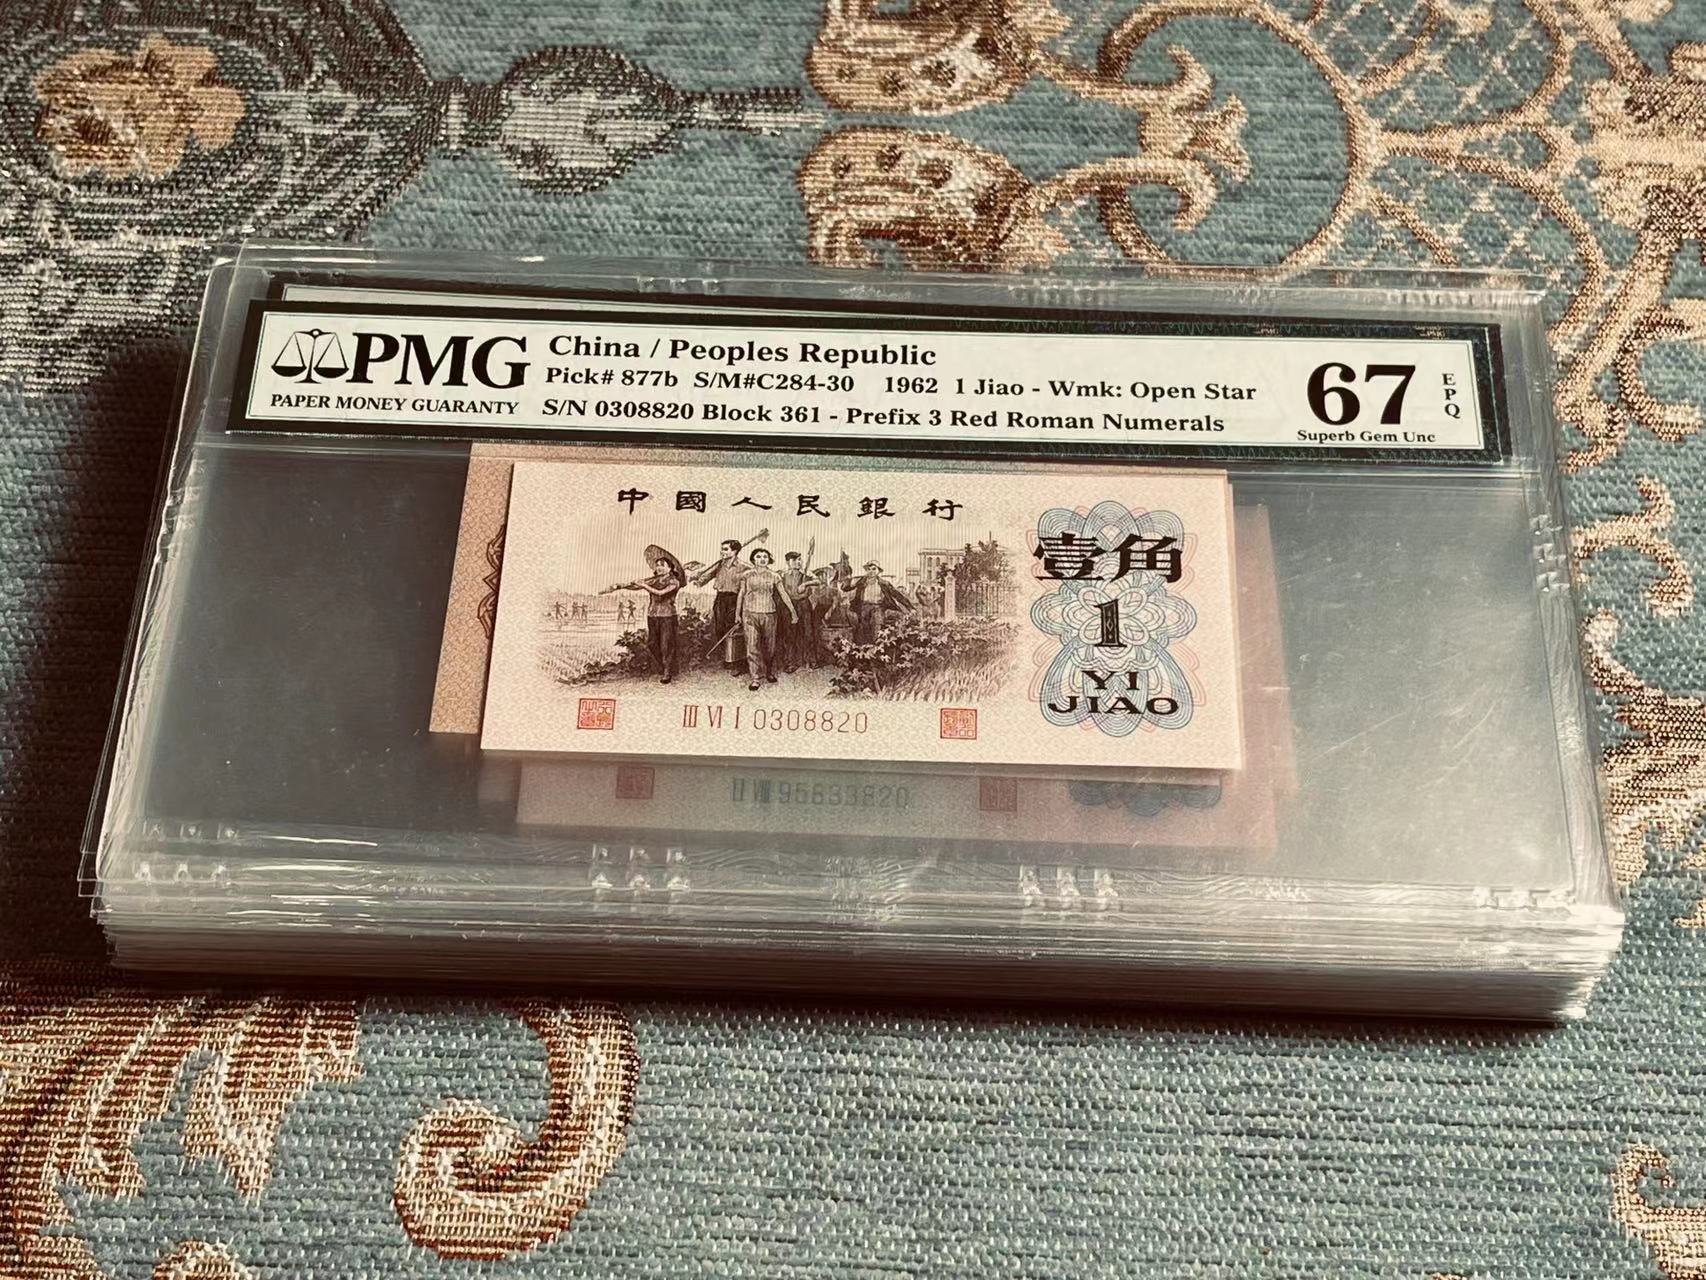 PMG
PAPER MONEY GUARANTY
China / Peoples Republic
Pick# 877b S/M#C284-30 1962 1 Jiao - Wmk: Open Star
S/N 0308820 Block 361 - Prefix 3 Red Roman Numerals
67
EPQ
Superb Gem Unc
中國人民銀行
壹角
1
YI
JIAO
III VI I 0308820